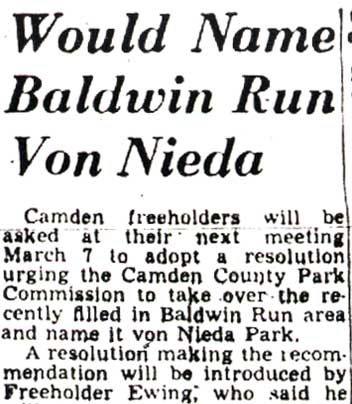 Would Name
Baldwin Run
Von Nieda
Camden freeholders will be
asked at their next meeting
March 7 to adopt a resolution
urging the Camden County Park
Commission to take over the re-
cently filled in Baldwin Run area
and name it von Nieda Park.
A resolution making the recom-
mendation will be introduced by
Freeholder Ewing, who said he